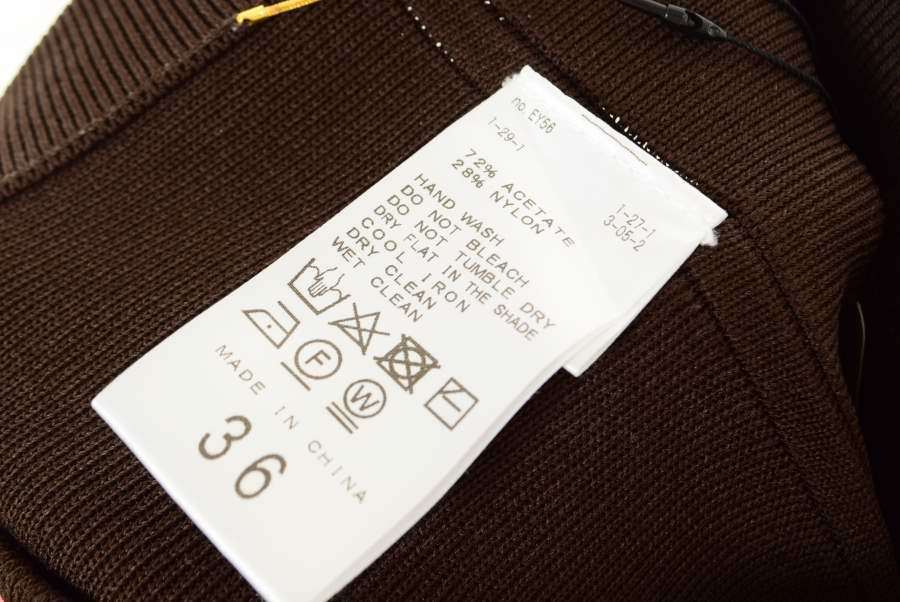 no. EY56
1-29-1
1-27-1
3-05-2
72% ACETATE
28% NYLON
HAND WASH
DO NOT BLEACH
DO NOT TUMBLE DRY
DRY FLAT IN THE SHADE
COOL IRON
DRY CLEAN
WET CLEAN
F
W
MADE IN CHINA
36